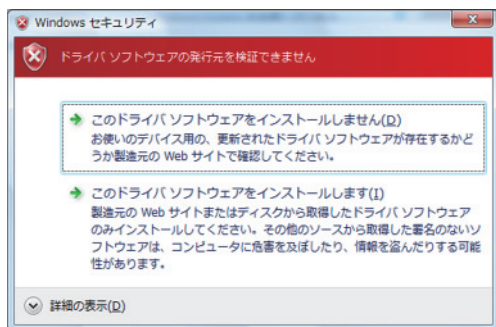 Windows セキュリティ
ドライバ ソフトウェアの発行元を検証できません
このドライバ ソフトウェアをインストールしません(D)
お使いのデバイス用の、更新されたドライバ ソフトウェアが存在するかど
うか製造元の Web サイトで確認してください。
このドライバ ソフトウェアをインストールします(I)
製造元の Web サイトまたはディスクから取得したドライバ ソフトウェア
のみインストールしてください。その他のソースから取得した署名のないソ
フトウェアは、コンピュータに危害を及ぼしたり、情報を盗んだりする可能
性があります。
詳細の表示(D)